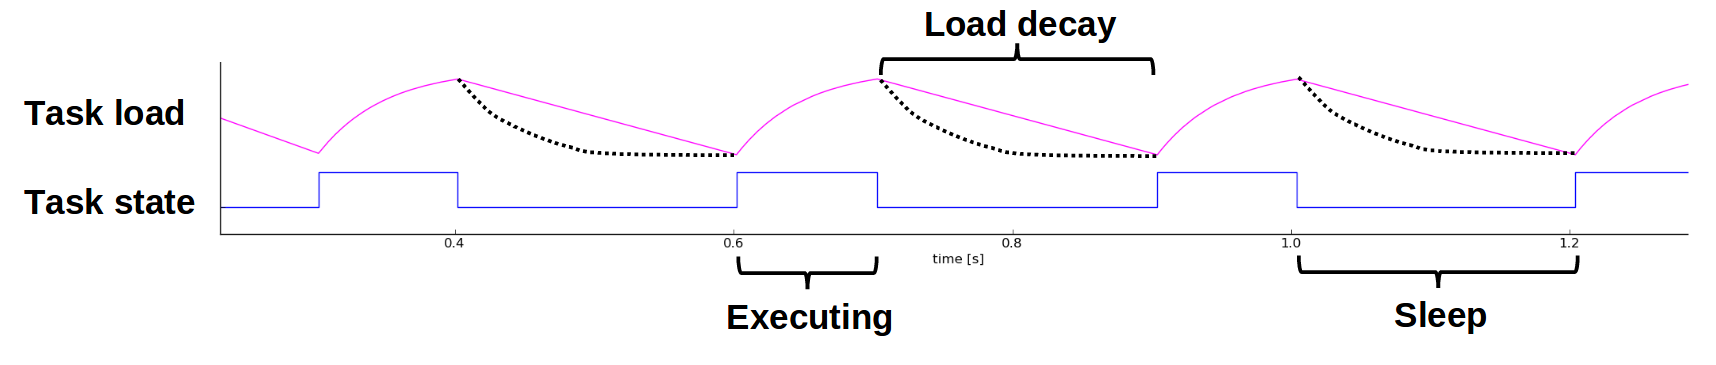 Load decay
Task load
Task state
0.4 0.6 0.8 1.0 1.2
time [s]
Executing
Sleep